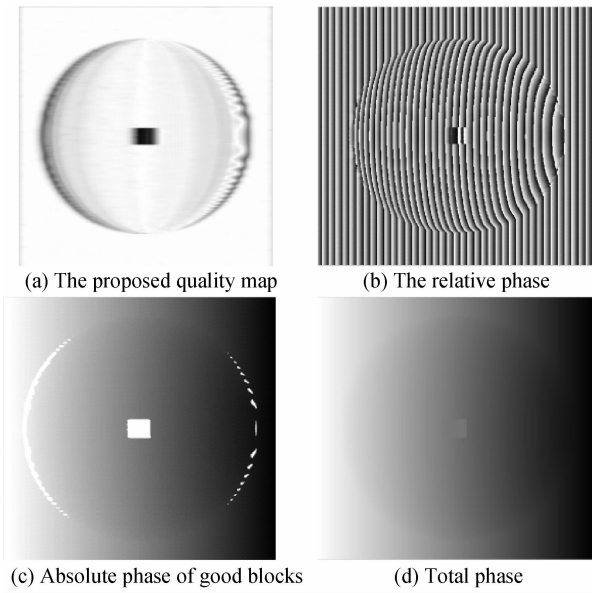 (a) The proposed quality map
(b) The relative phase
(c) Absolute phase of good blocks
(d) Total phase